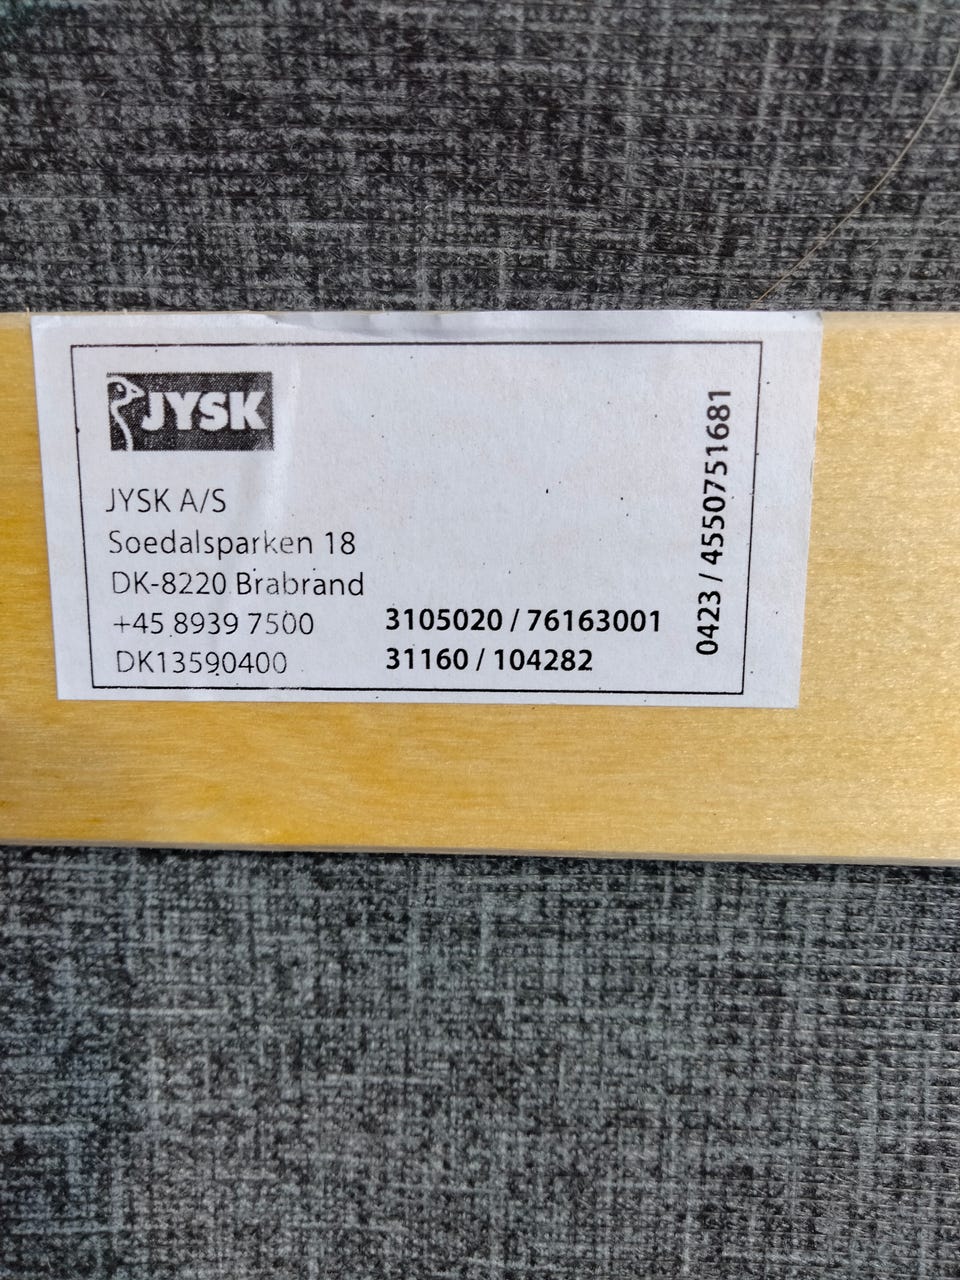 JYSK
JYSK A/S
Soedalsparken 18
DK-8220 Brabrand
+45 8939 7500
DK13590400
3105020 / 76163001
31160 / 104282
0423 / 4550751681